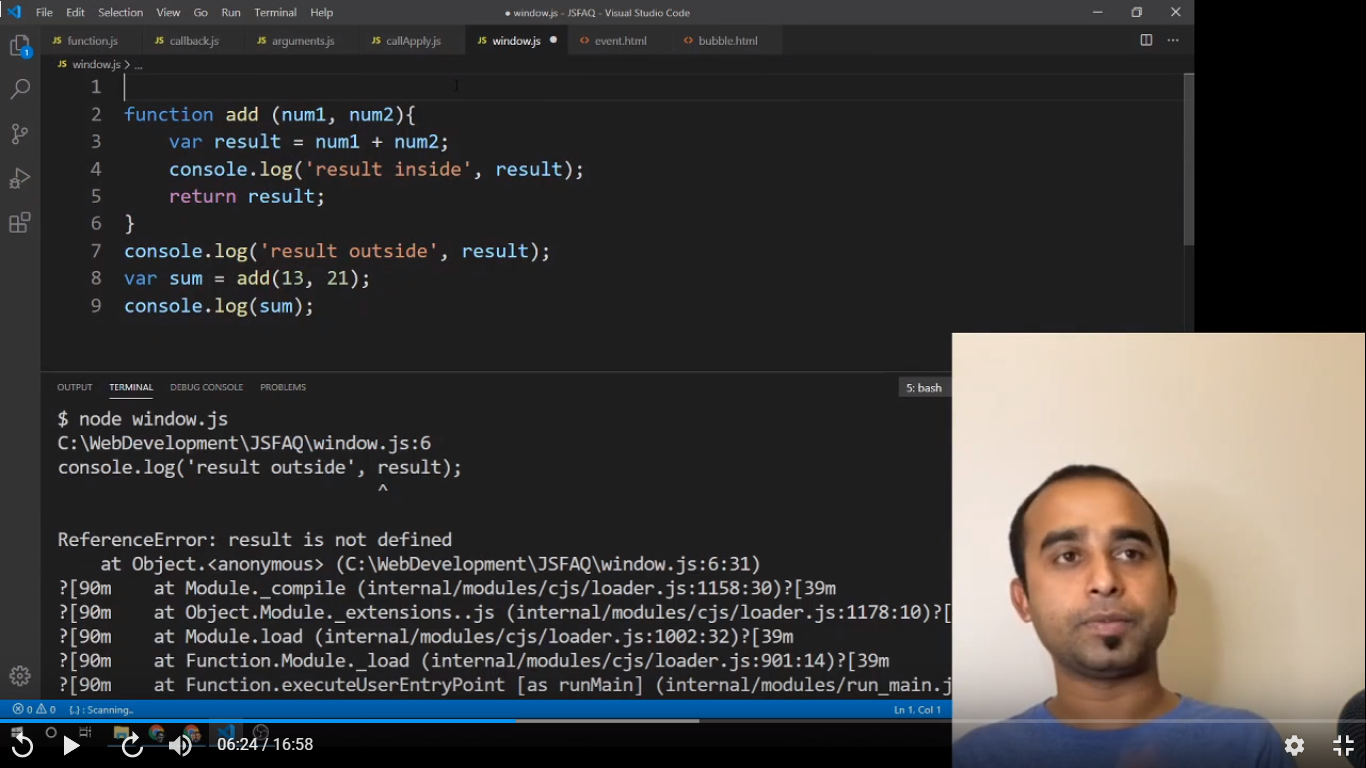 File Edit Selection View Go Run Terminal Help ● window.js - JSFAQ - Visual Studio Code
JS function.js JS callback.js JS arguments.js JS callApply.js JS window.js ● <> event.html <> bubble.html ...
1
JS window.js > ...
1
2 function add (num1, num2){
3 var result = num1 + num2;
4 console.log('result inside', result);
5 return result;
6 }
7 console.log('result outside', result);
8 var sum = add(13, 21);
9 console.log(sum);
OUTPUT TERMINAL DEBUG CONSOLE PROBLEMS 5: bash
$ node window.js
C:\WebDevelopment\JSFAQ\window.js:6
console.log('result outside', result);
^
ReferenceError: result is not defined
at Object.<anonymous> (C:\WebDevelopment\JSFAQ\window.js:6:31)
?[90m at Module._compile (internal/modules/cjs/loader.js:1158:30)?[39m
?[90m at Object.Module._extensions..js (internal/modules/cjs/loader.js:1178:10)?[
?[90m at Module.load (internal/modules/cjs/loader.js:1002:32)?[39m
?[90m at Function.Module._load (internal/modules/cjs/loader.js:901:14)?[39m
?[90m at Function.executeUserEntryPoint [as runMain] (internal/modules/run_main.j
0 0 {..}: Scanning.. Ln 1, Col 1
5 5 06:24 / 16:58